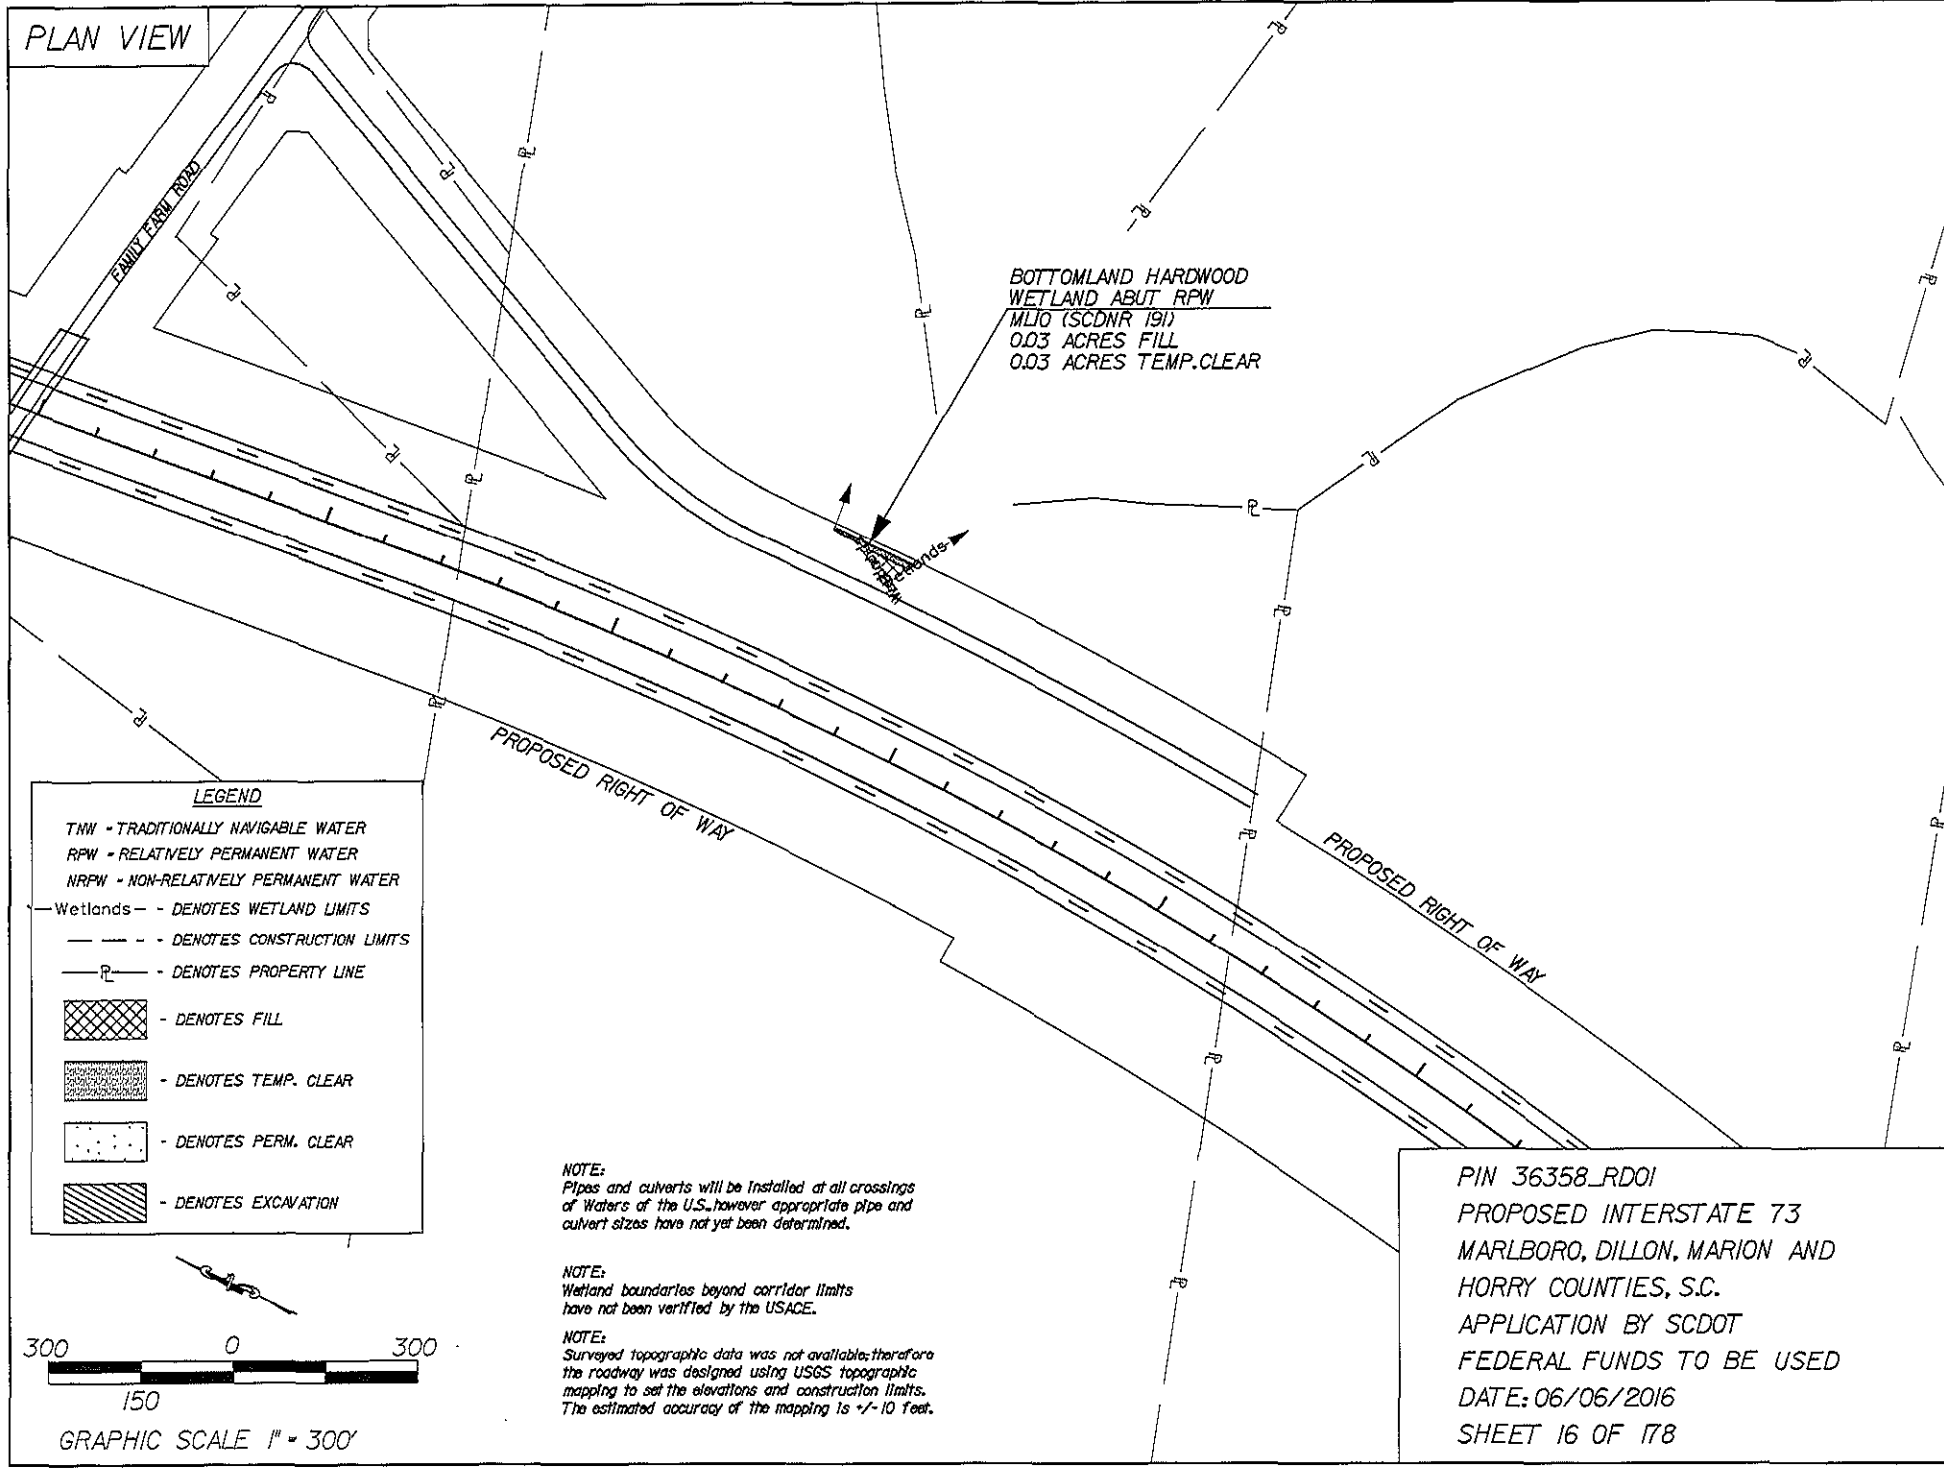 PLAN VIEW
FAMILY FARM ROAD
BOTTOMLAND HARDWOOD
WETLAND ABUT RPW
MLI0 (SCDNR 191)
0.03 ACRES FILL
0.03 ACRES TEMP. CLEAR
Wetlands
PROPOSED RIGHT OF WAY
PROPOSED RIGHT OF WAY
LEGEND
TNW - TRADITIONALLY NAVIGABLE WATER
RPW - RELATIVELY PERMANENT WATER
NRPW - NON-RELATIVELY PERMANENT WATER
Wetlands - DENOTES WETLAND LIMITS
- DENOTES CONSTRUCTION LIMITS
PL - DENOTES PROPERTY LINE
- DENOTES FILL
- DENOTES TEMP. CLEAR
- DENOTES PERM. CLEAR
- DENOTES EXCAVATION
300 0 300
150
GRAPHIC SCALE 1" = 300'
NOTE:
Pipes and culverts will be installed at all crossings
of Waters of the U.S., however appropriate pipe and
culvert sizes have not yet been determined.
NOTE:
Wetland boundaries beyond corridor limits
have not been verified by the USACE.
NOTE:
Surveyed topographic data was not available; therefore
the roadway was designed using USGS topographic
mapping to set the elevations and construction limits.
The estimated accuracy of the mapping is +/- 10 feet.
PIN 36358_RD01
PROPOSED INTERSTATE 73
MARLBORO, DILLON, MARION AND
HORRY COUNTIES, S.C.
APPLICATION BY SCDOT
FEDERAL FUNDS TO BE USED
DATE: 06/06/2016
SHEET 16 OF 178